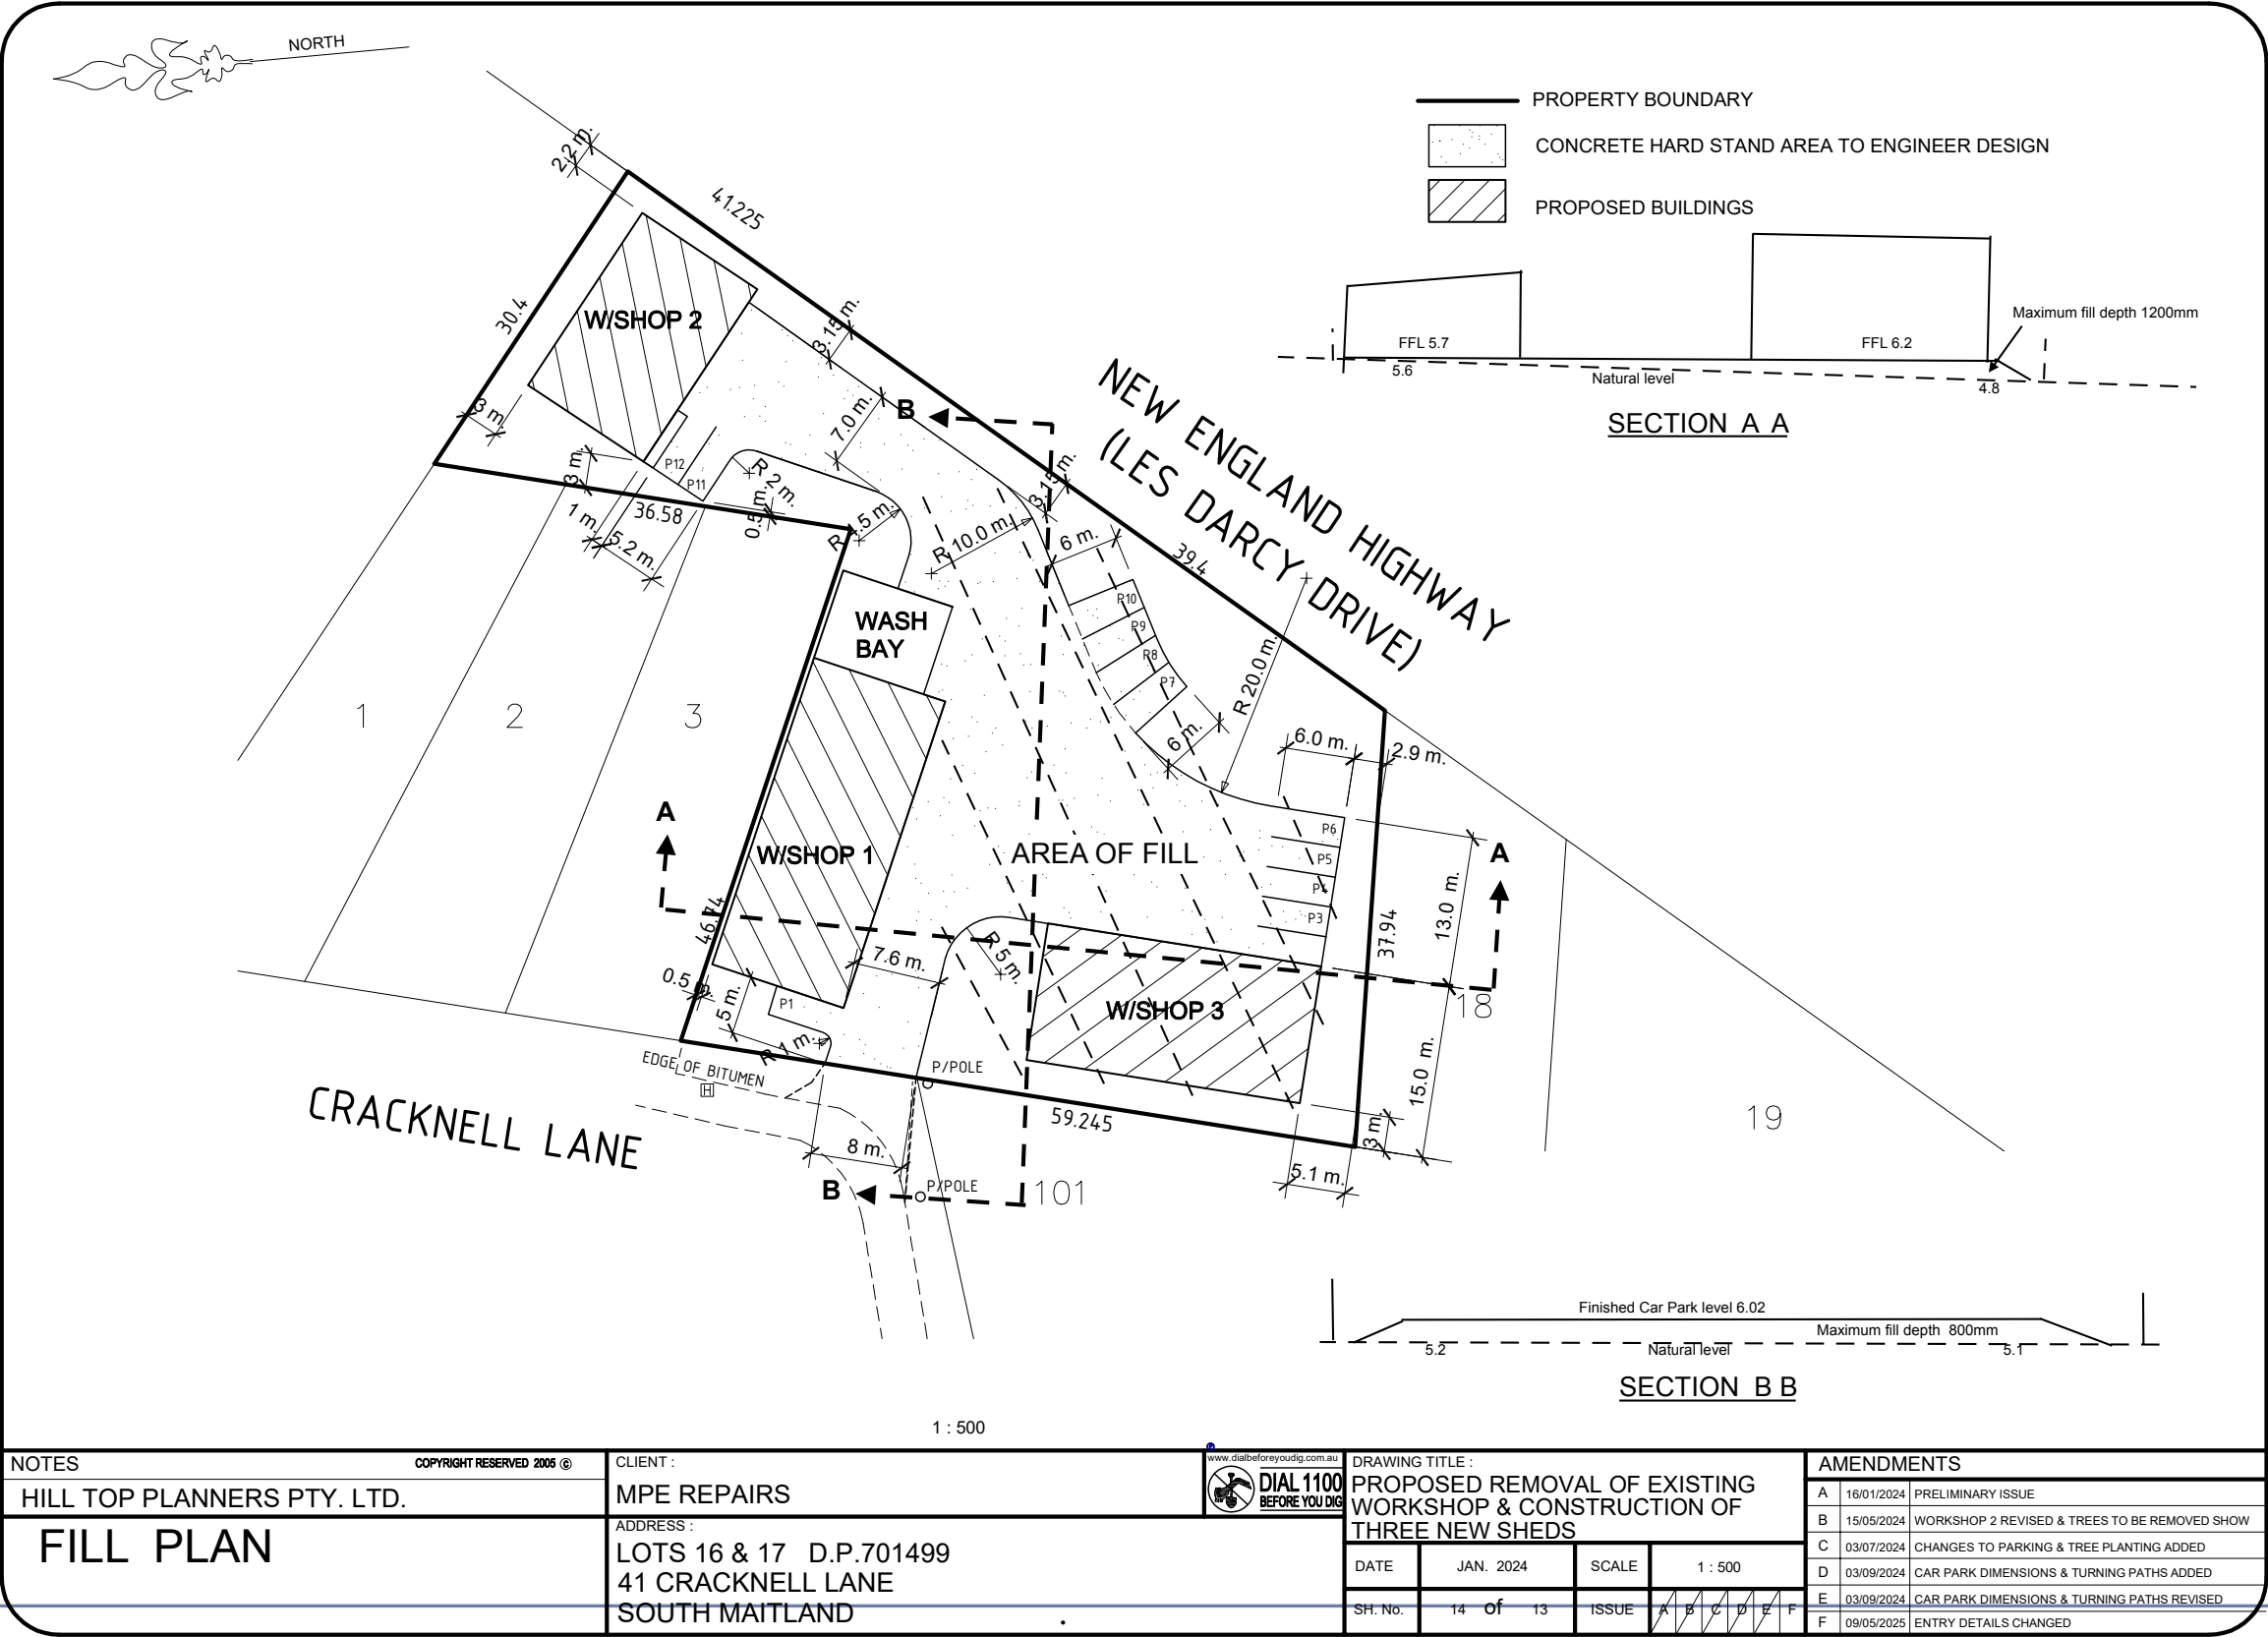 NORTH
PROPERTY BOUNDARY
CONCRETE HARD STAND AREA TO ENGINEER DESIGN
PROPOSED BUILDINGS
Maximum fill depth 1200mm
FFL 5.7
FFL 6.2
5.6
Natural level
4.8
SECTION A A
2.2 m.
41.225
30.4
W/SHOP 2
3.15 m.
3 m.
7.0 m.
B
NEW ENGLAND HIGHWAY
(LES DARCY DRIVE)
P12
P11
3 m.
R 2 m.
0.5 m.
36.58
1 m.
5.2 m.
R 10.0 m.
3.15 m.
6 m.
39.4
P10
P9
P8
P7
R 20.0 m.
6 m.
WASH
BAY
1
2
3
6.0 m.
2.9 m.
A
W/SHOP 1
AREA OF FILL
P6
P5
P4
P3
A
13.0 m.
37.94
46.74
7.6 m.
R 5 m.
0.5 m.
5 m.
P1
R 1 m.
W/SHOP 3
18
EDGE OF BITUMEN
H
P/POLE
59.245
15.0 m.
3 m.
19
CRACKNELL LANE
8 m.
5.1 m.
B
P/POLE
101
Finished Car Park level 6.02
Maximum fill depth 800mm
5.2
Natural level
5.1
SECTION B B
1 : 500
NOTES
COPYRIGHT RESERVED 2005 ©
HILL TOP PLANNERS PTY. LTD.
FILL PLAN
CLIENT :
MPE REPAIRS
ADDRESS :
LOTS 16 & 17 D.P.701499
41 CRACKNELL LANE
SOUTH MAITLAND
www.dialbeforeyoudig.com.au
DIAL 1100
BEFORE YOU DIG
DRAWING TITLE :
PROPOSED REMOVAL OF EXISTING
WORKSHOP & CONSTRUCTION OF
THREE NEW SHEDS
DATE JAN. 2024 SCALE 1 : 500
SH. No. 14 of 13 ISSUE A B C D E F
AMENDMENTS
A 16/01/2024 PRELIMINARY ISSUE
B 15/05/2024 WORKSHOP 2 REVISED & TREES TO BE REMOVED SHOW
C 03/07/2024 CHANGES TO PARKING & TREE PLANTING ADDED
D 03/09/2024 CAR PARK DIMENSIONS & TURNING PATHS ADDED
E 03/09/2024 CAR PARK DIMENSIONS & TURNING PATHS REVISED
F 09/05/2025 ENTRY DETAILS CHANGED